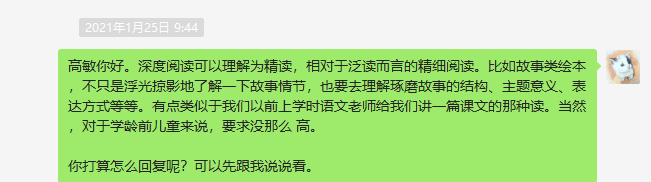 2021年1月25日 9:44
高敏你好。深度阅读可以理解为精读，相对于泛读而言的精细阅读。比如故事类绘本
，不只是浮光掠影地了解一下故事情节，也要去理解琢磨故事的结构、主题意义、表
达方式等等。有点类似于我们以前上学时语文老师给我们讲一篇课文的那种读。当然
，对于学龄前儿童来说，要求没那么 高。
你打算怎么回复呢？可以先跟我说说看。